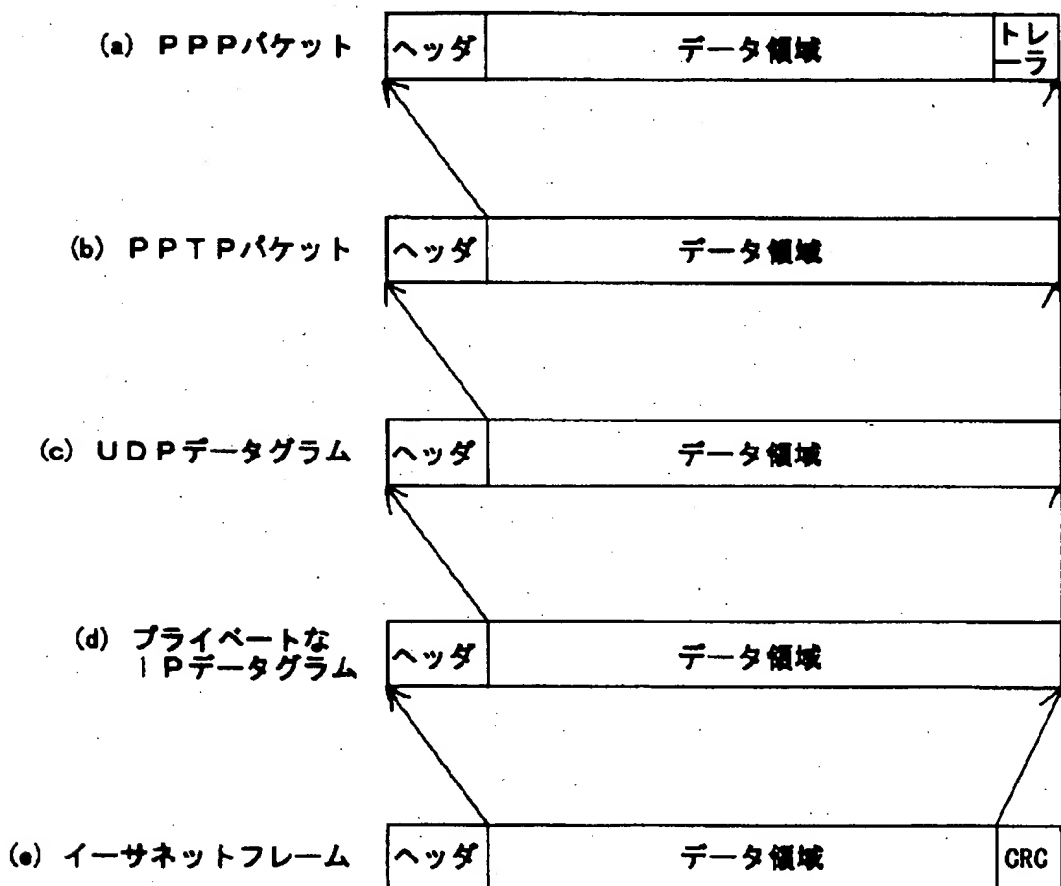 (a) PPPパケット ヘッダ データ領域 トレーラ
(b) PPTPパケット ヘッダ データ領域
(c) UDPデータグラム ヘッダ データ領域
(d) プライベートな
IPデータグラム ヘッダ データ領域
(e) イーサネットフレーム ヘッダ データ領域 CRC